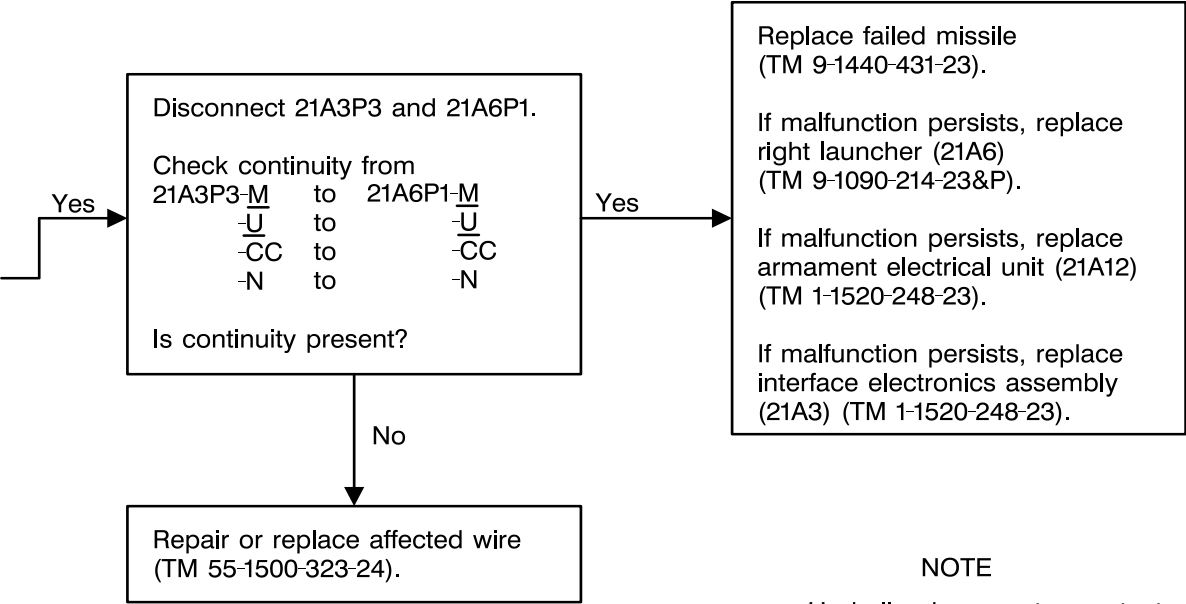 Yes
Disconnect 21A3P3 and 21A6P1.
Check continuity from
21A3P3-M to 21A6P1-M
-U to -U
-CC to -CC
-N to -N
Is continuity present?
Yes
Replace failed missile
(TM 9-1440-431-23).
If malfunction persists, replace
right launcher (21A6)
(TM 9-1090-214-23&P).
If malfunction persists, replace
armament electrical unit (21A12)
(TM 1-1520-248-23).
If malfunction persists, replace
interface electronics assembly
(21A3) (TM 1-1520-248-23).
No
Repair or replace affected wire
(TM 55-1500-323-24).
NOTE